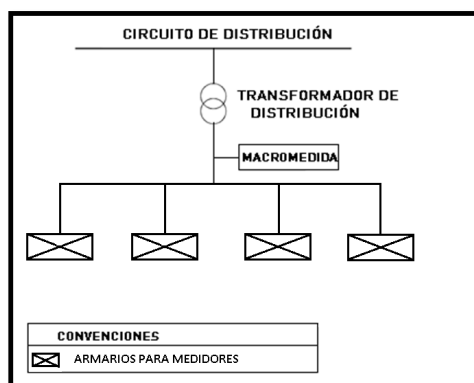 CIRCUITO DE DISTRIBUCIÓN
TRANSFORMADOR DE
DISTRIBUCIÓN
MACROMEDIDA
CONVENCIONES
ARMARIOS PARA MEDIDORES